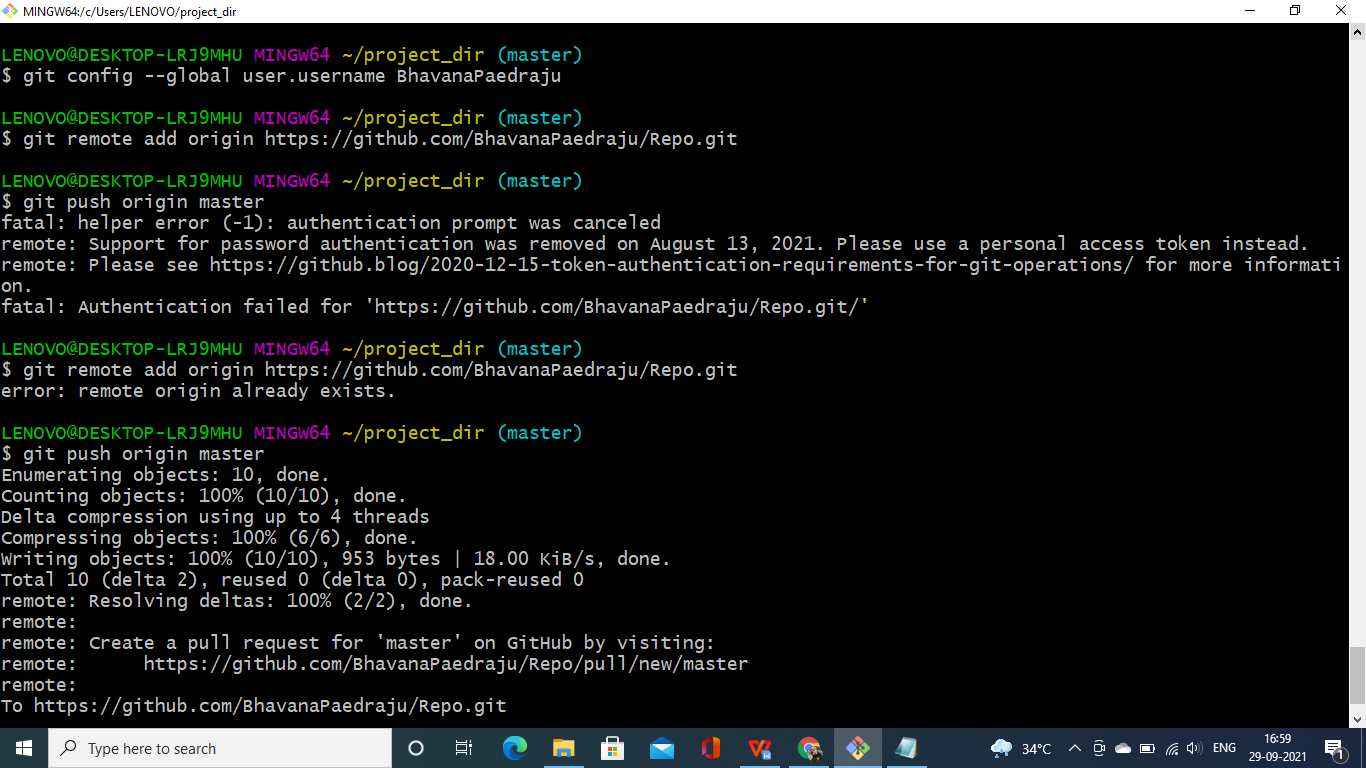 MINGW64:/c/Users/LENOVO/project_dir
LENOVO@DESKTOP-LRJ9MHU MINGW64 ~/project_dir (master)
$ git config --global user.username BhavanaPaedraju
LENOVO@DESKTOP-LRJ9MHU MINGW64 ~/project_dir (master)
$ git remote add origin https://github.com/BhavanaPaedraju/Repo.git
LENOVO@DESKTOP-LRJ9MHU MINGW64 ~/project_dir (master)
$ git push origin master
fatal: helper error (-1): authentication prompt was canceled
remote: Support for password authentication was removed on August 13, 2021. Please use a personal access token instead.
remote: Please see https://github.blog/2020-12-15-token-authentication-requirements-for-git-operations/ for more informati
on.
fatal: Authentication failed for 'https://github.com/BhavanaPaedraju/Repo.git/'
LENOVO@DESKTOP-LRJ9MHU MINGW64 ~/project_dir (master)
$ git remote add origin https://github.com/BhavanaPaedraju/Repo.git
error: remote origin already exists.
LENOVO@DESKTOP-LRJ9MHU MINGW64 ~/project_dir (master)
$ git push origin master
Enumerating objects: 10, done.
Counting objects: 100% (10/10), done.
Delta compression using up to 4 threads
Compressing objects: 100% (6/6), done.
Writing objects: 100% (10/10), 953 bytes | 18.00 KiB/s, done.
Total 10 (delta 2), reused 0 (delta 0), pack-reused 0
remote: Resolving deltas: 100% (2/2), done.
remote:
remote: Create a pull request for 'master' on GitHub by visiting:
remote:      https://github.com/BhavanaPaedraju/Repo/pull/new/master
remote:
To https://github.com/BhavanaPaedraju/Repo.git
Type here to search
34°C
ENG
16:59
29-09-2021
1